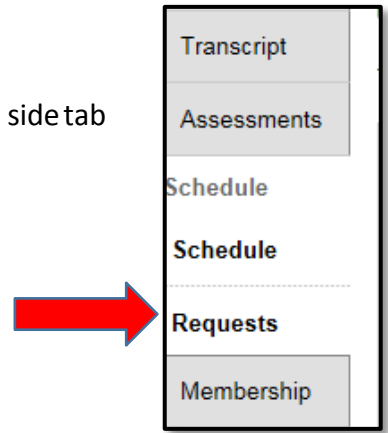 Transcript
side tab
Assessments
Schedule
Schedule
Requests
Membership